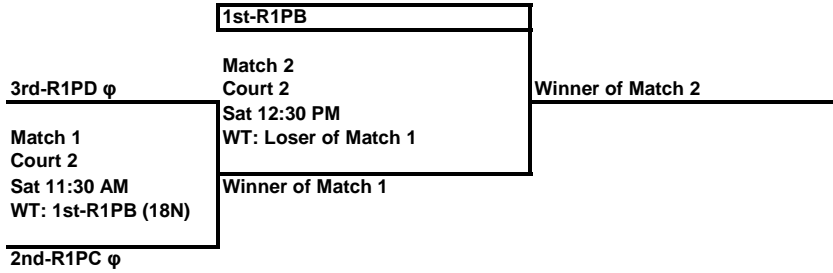 1st-R1PB
Match 2
3rd-R1PD φ
Court 2
Winner of Match 2
Sat 12:30 PM
Match 1
WT: Loser of Match 1
Court 2
Sat 11:30 AM
Winner of Match 1
WT: 1st-R1PB (18N)
2nd-R1PC φ